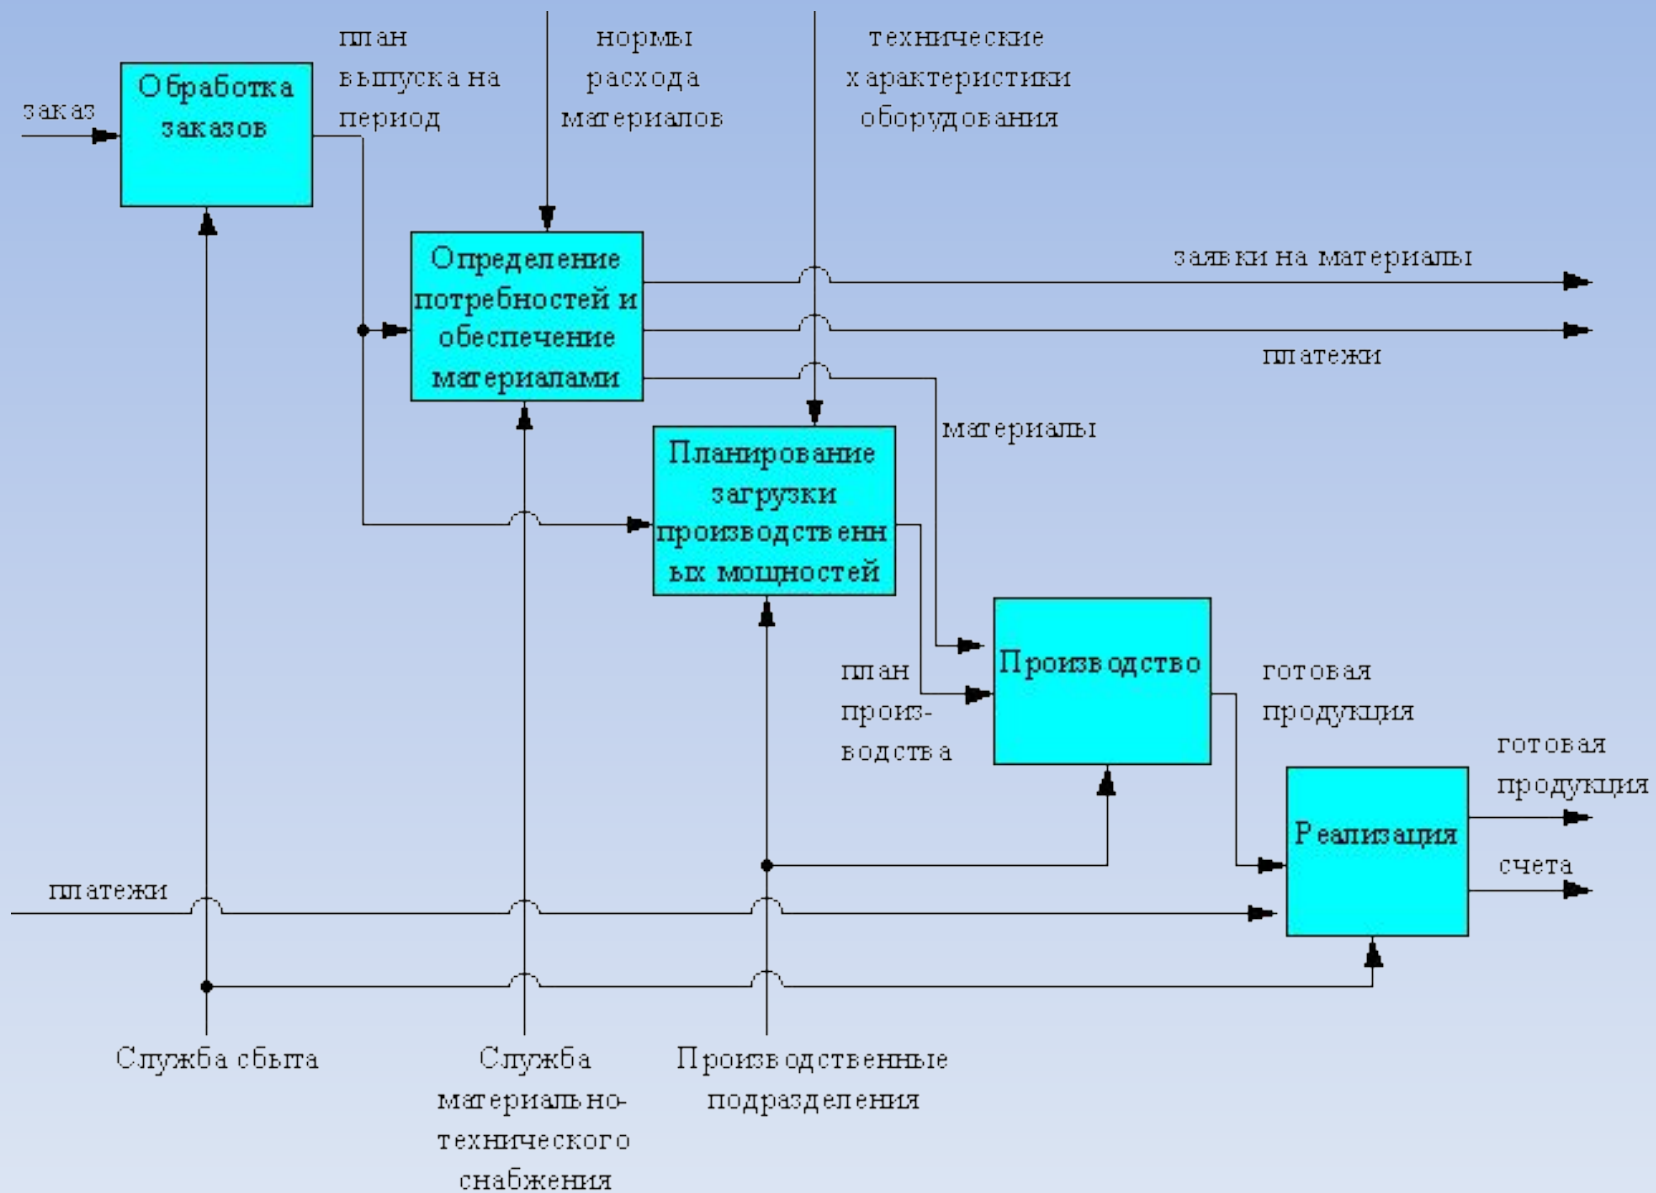 заказ
Обработка
заказов
план
выпуска на
период
нормы
расхода
материалов
технические
характеристики
оборудования
Определение
потребностей и
обеспечение
материалами
заявки на материалы
платежи
материалы
Планирование
загрузки
производственн
ых мощностей
план
произ-
водства
Производство
готовая
продукция
Реализация
готовая
продукция
счета
платежи
Служба сбыта
Служба
материально-
технического
снабжения
Производственные
подразделения